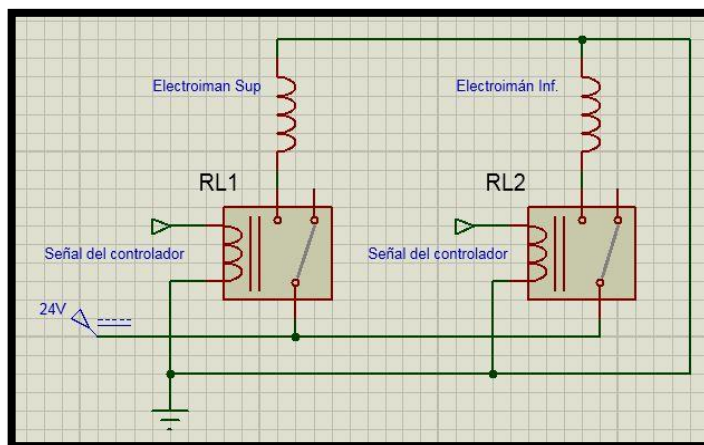 Electroiman Sup
Electroimán Inf.
RL1
RL2
Señal del controlador
Señal del controlador
24V